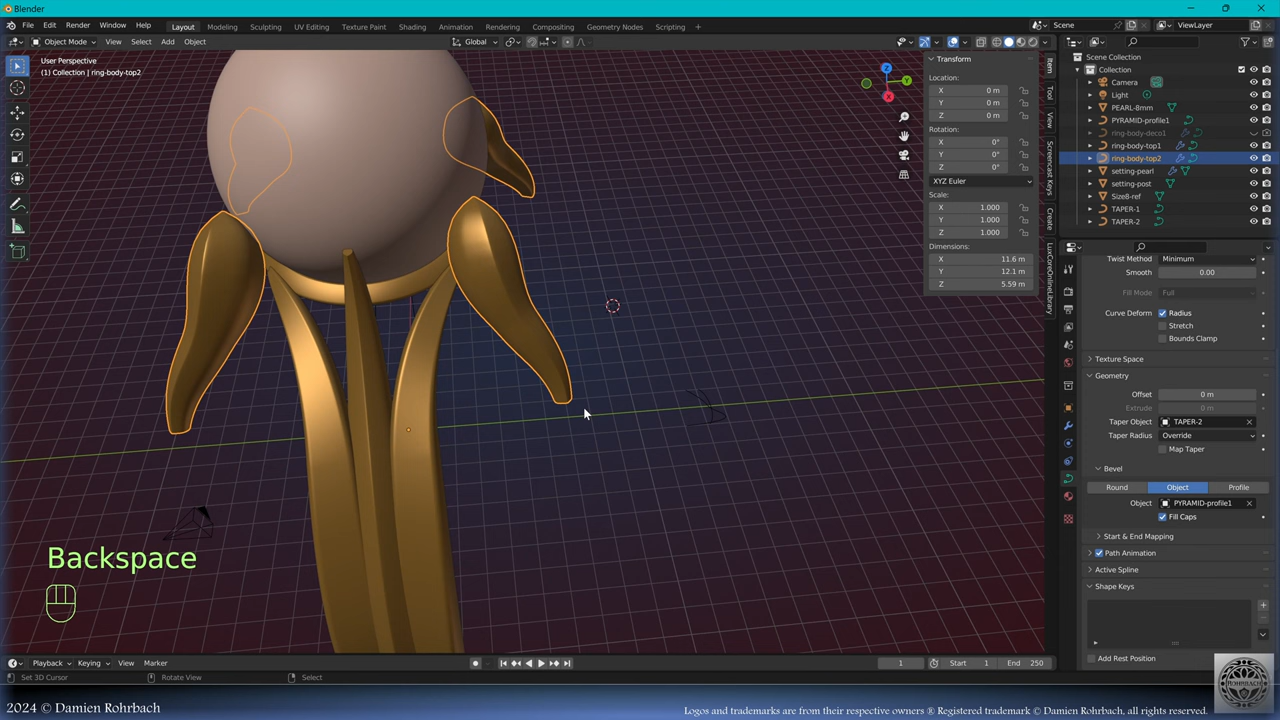 Blender
File Edit Render Window Help Layout Modeling Sculpting UV Editing Texture Paint Shading Animation Rendering Compositing Geometry Nodes Scripting + Scene ViewLayer
Object Mode View Select Add Object Global
User Perspective
(1) Collection | ring-body-top2
Transform
Location:
X 0 m
Y 0 m
Z 0 m
Rotation:
X 0°
Y 0°
Z 0°
XYZ Euler
Scale:
X 1.000
Y 1.000
Z 1.000
Dimensions:
X 11.6 m
Y 12.1 m
Z 5.59 m
Item
Tool
View
Screencast Keys
Create
LuxCoreOnlineLibrary
X
Y
Z
Scene Collection
Collection
Camera
Light
PEARL-8mm
PYRAMID-profile1
ring-body-deco1
ring-body-top1
ring-body-top2
setting-pearl
setting-post
Size8-ref
TAPER-1
TAPER-2
Twist Method Minimum
Smooth 0.00
Fill Mode Full
Curve Deform Radius
Stretch
Bounds Clamp
Texture Space
Geometry
Offset 0 m
Extrude 0 m
Taper Object TAPER-2
Taper Radius Override
Map Taper
Bevel
Round Object Profile
Object PYRAMID-profile1
Fill Caps
Start & End Mapping
Path Animation
Active Spline
Shape Keys
Add Rest Position
Backspace
Playback Keying View Marker 1 Start 1 End 250
Set 3D Cursor Rotate View Select
ROHRBACH
2024 © Damien Rohrbach
Logos and trademarks are from their respective owners ® Registered trademark © Damien Rohrbach, All rights reserved.